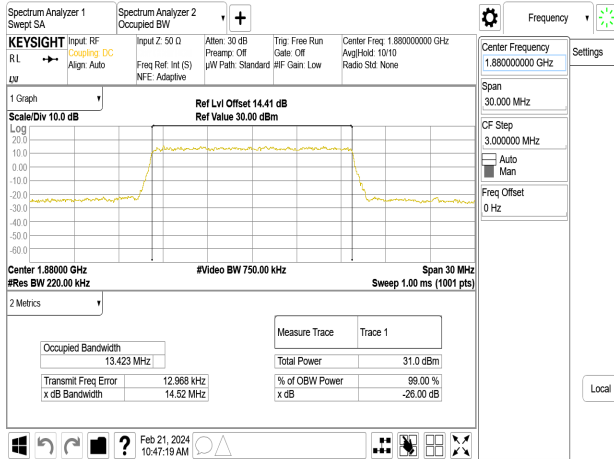 Spectrum Analyzer 1
Swept SA
Spectrum Analyzer 2
Occupied BW
+
Frequency
KEYSIGHT
RL
Input: RF
Coupling: DC
Align: Auto
Input Z: 50 Ω
Freq Ref: Int (S)
NFE: Adaptive
Atten: 30 dB
Preamp: Off
µW Path: Standard
Trig: Free Run
Gate: Off
#IF Gain: Low
Center Freq: 1.880000000 GHz
Avg|Hold: 10/10
Radio Std: None
Center Frequency
1.880000000 GHz
Settings
Span
30.000 MHz
CF Step
3.000000 MHz
Auto
Man
Freq Offset
0 Hz
Local
1 Graph
Scale/Div 10.0 dB
Ref Lvl Offset 14.41 dB
Ref Value 30.00 dBm
Log
20.0
10.0
0.00
-10.0
-20.0
-30.0
-40.0
-50.0
-60.0
Center 1.88000 GHz
#Video BW 750.00 kHz
Span 30 MHz
#Res BW 220.00 kHz
Sweep 1.00 ms (1001 pts)
2 Metrics
Measure Trace
Trace 1
Occupied Bandwidth
13.423 MHz
Total Power
31.0 dBm
Transmit Freq Error
12.968 kHz
% of OBW Power
99.00 %
x dB Bandwidth
14.52 MHz
x dB
-26.00 dB
?
Feb 21, 2024
10:47:19 AM